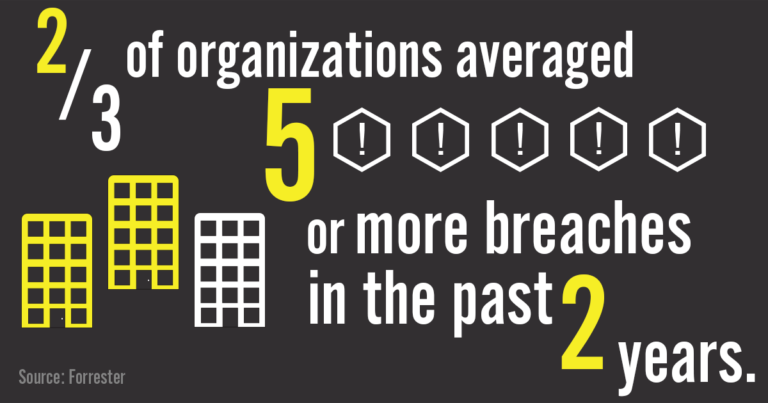 2/3 of organizations averaged
5 ! ! ! ! !
or more breaches
in the past 2
years.
Source: Forrester